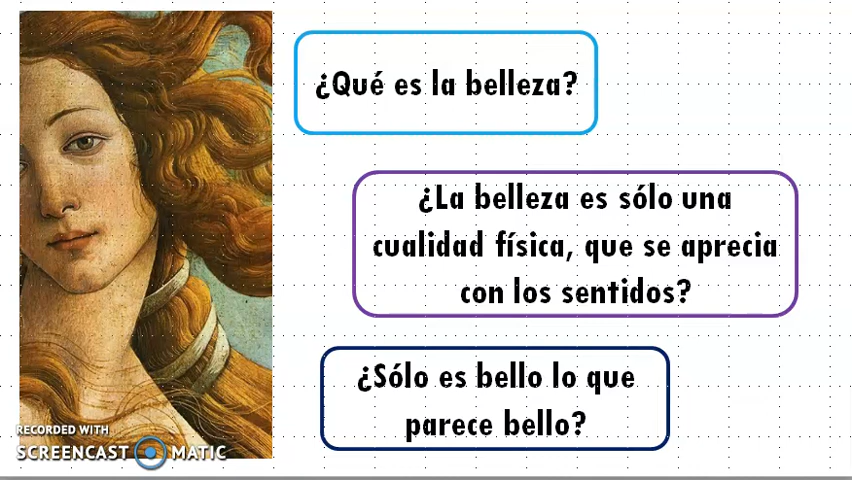 ¿Qué es la belleza?
¿La belleza es sólo una
cualidad física, que se aprecia
con los sentidos?
¿Sólo es bello lo que
parece bello?
RECORDED WITH
SCREENCAST MATIC